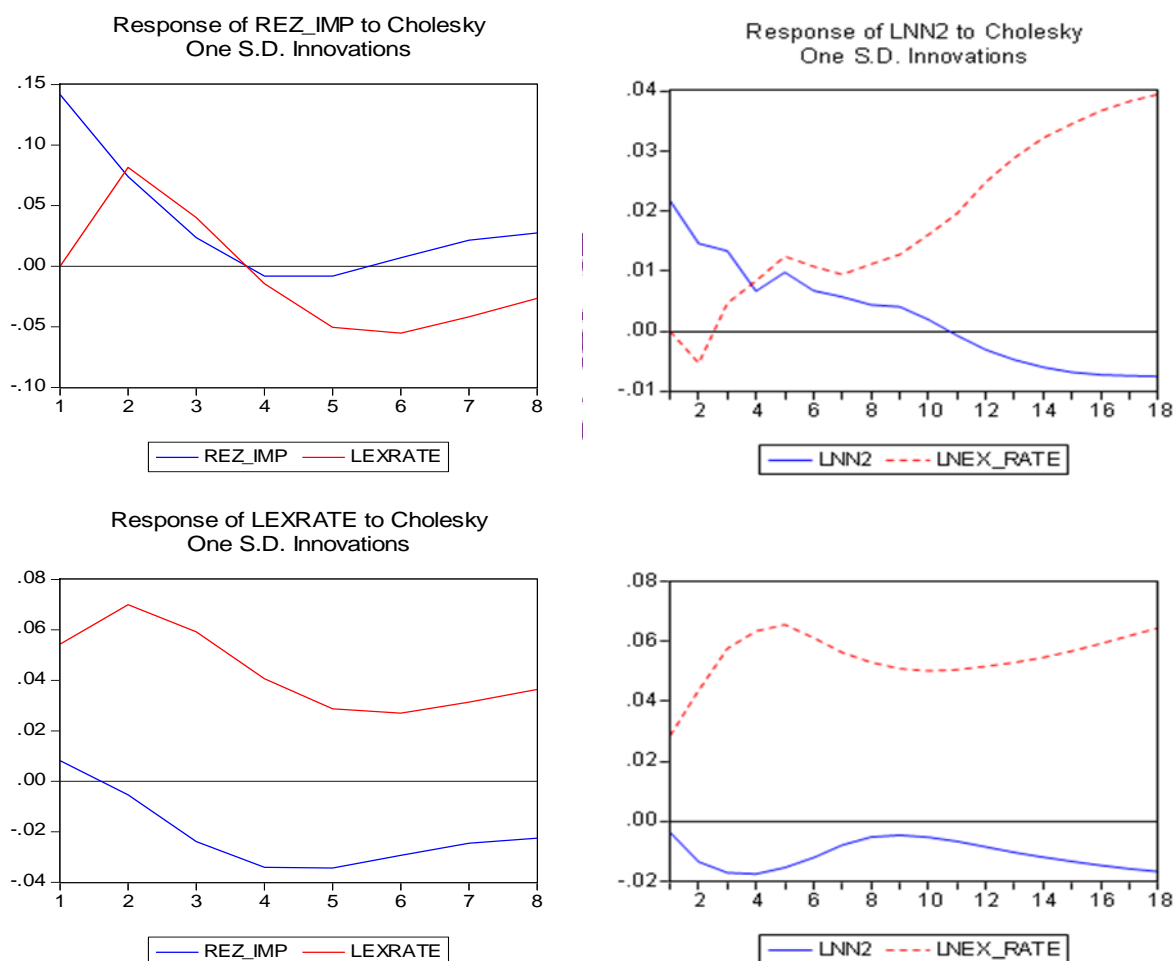 Response of REZ_IMP to Cholesky
One S.D. Innovations
.15
.10
.05
.00
-.05
-.10
1 2 3 4 5 6 7 8
REZ_IMP LEXRATE
Response of LNN2 to Cholesky
One S.D. Innovations
.04
.03
.02
.01
.00
-.01
2 4 6 8 10 12 14 16 18
LNN2 LNEX_RATE
Response of LEXRATE to Cholesky
One S.D. Innovations
.08
.06
.04
.02
.00
-.02
-.04
1 2 3 4 5 6 7 8
REZ_IMP LEXRATE
.08
.06
.04
.02
.00
-.02
2 4 6 8 10 12 14 16 18
LNN2 LNEX_RATE